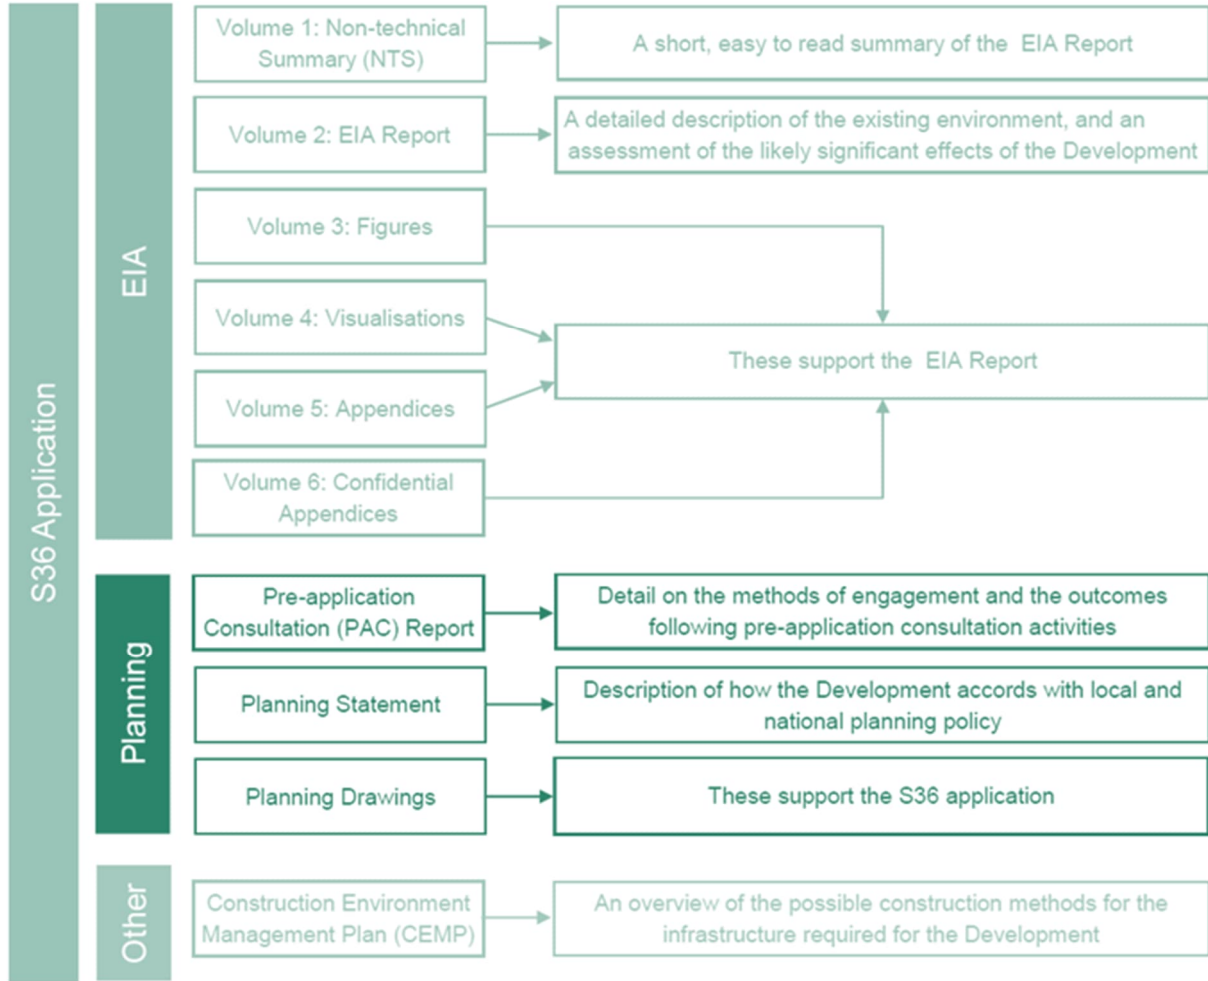 S36 Application
EIA
Volume 1: Non-technical
Summary (NTS)
A short, easy to read summary of the EIA Report
Volume 2: EIA Report
A detailed description of the existing environment, and an
assessment of the likely significant effects of the Development
Volume 3: Figures
Volume 4: Visualisations
These support the EIA Report
Volume 5: Appendices
Volume 6: Confidential
Appendices
Planning
Pre-application
Consultation (PAC) Report
Detail on the methods of engagement and the outcomes
following pre-application consultation activities
Planning Statement
Description of how the Development accords with local and
national planning policy
Planning Drawings
These support the S36 application
Other
Construction Environment
Management Plan (CEMP)
An overview of the possible construction methods for the
infrastructure required for the Development